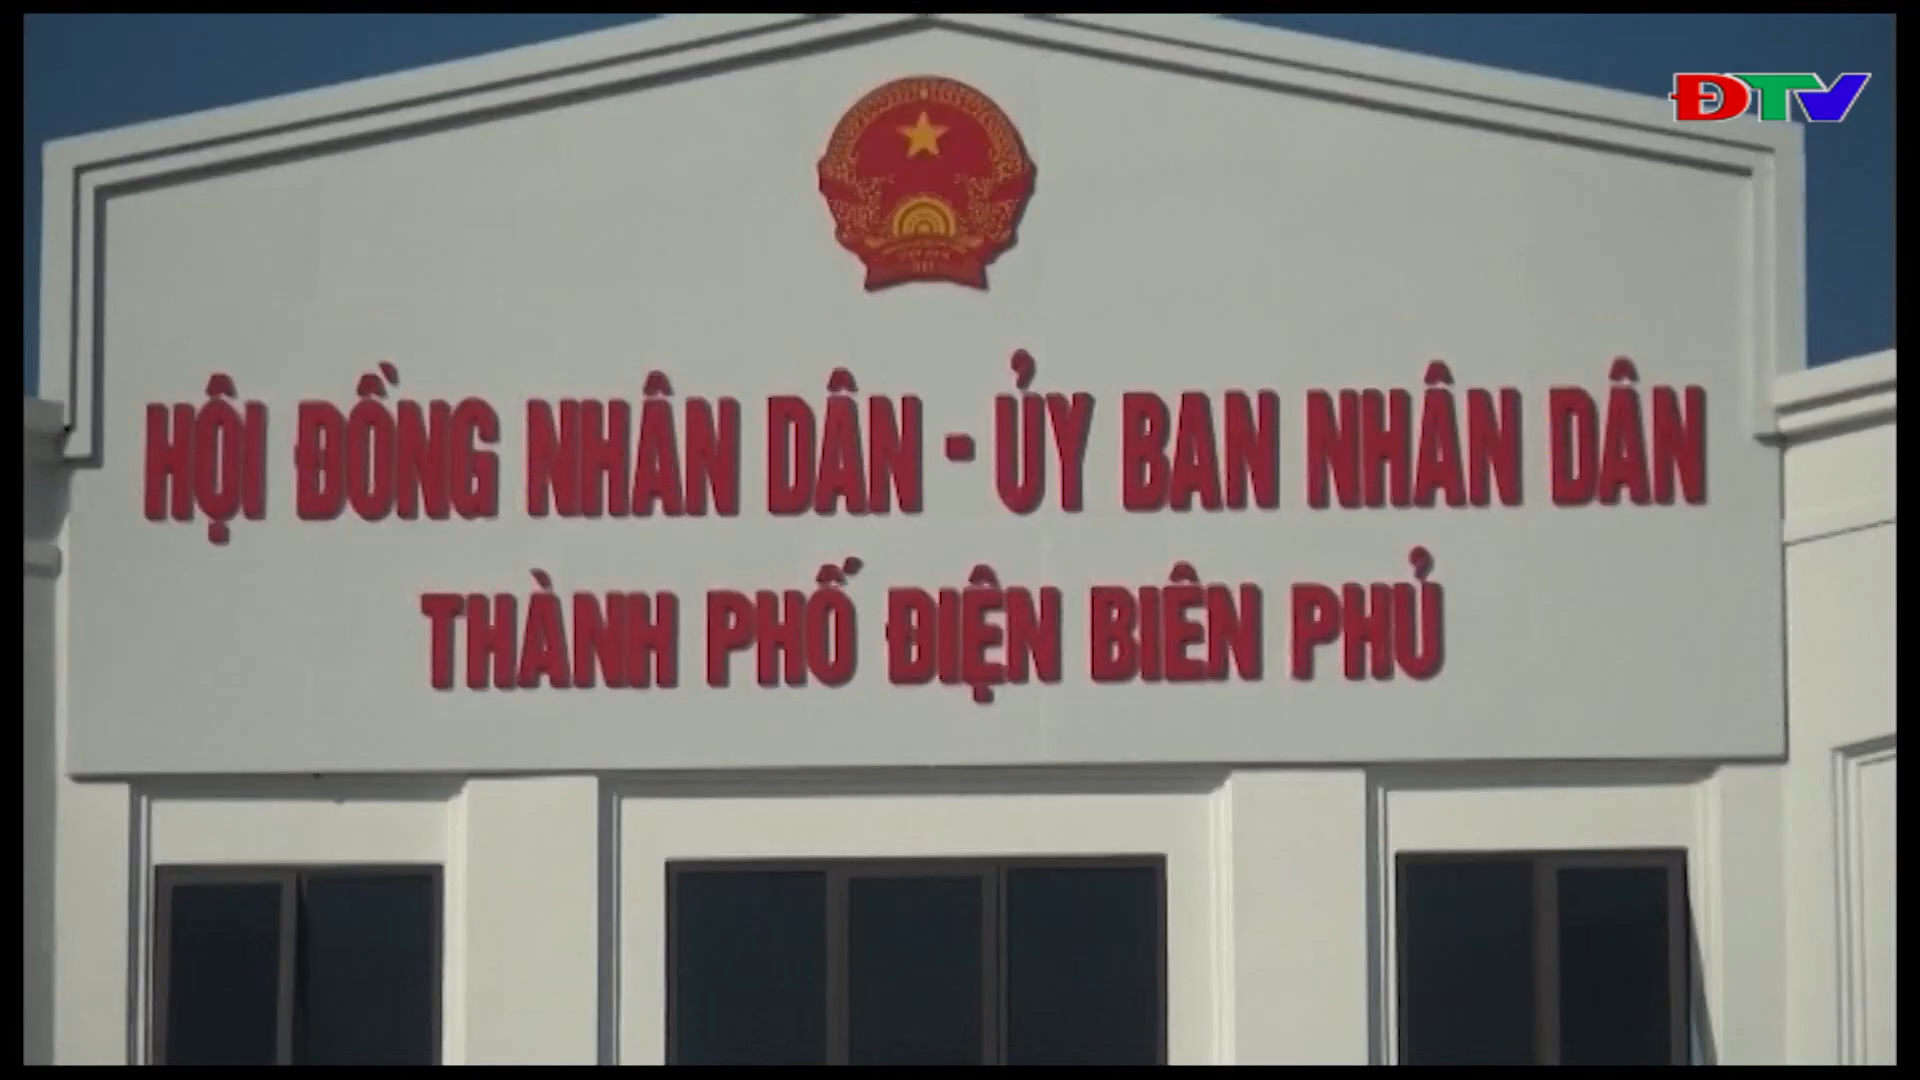 ĐTV
HỘI ĐỒNG NHÂN DÂN - ỦY BAN NHÂN DÂN
THÀNH PHỐ ĐIỆN BIÊN PHỦ